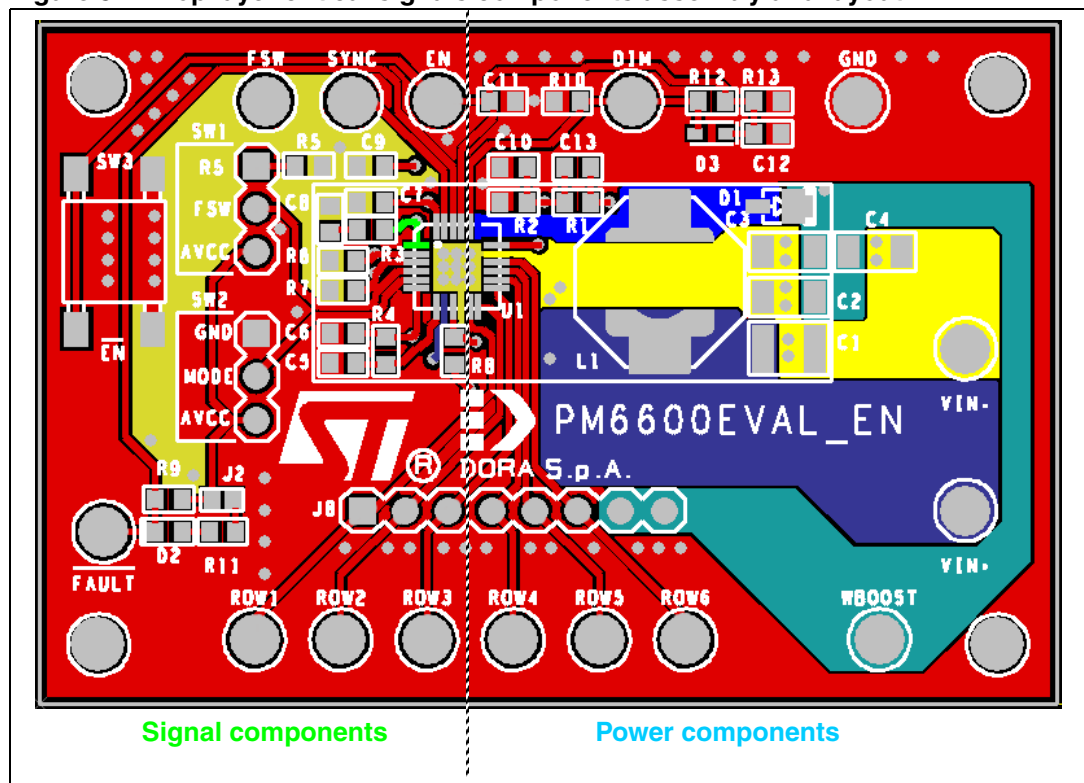 FSW SYNC EN DIM GND
C11 R10 R12 R13
SW1
SW3 R5 R5 C9 C10 C13 D3 C12
FSW C8 D1
R2 R1 C3 C4
AVCC R6 R3
R7 U1 C2
SW2
GND C6 R4 C1
EN C5 R8 L1
MODE
AVCC VIN-
PM6600EVAL_EN
ST ® DORA S.p.A.
R9 J2
J8
D2 R11 VIN+
FAULT
ROW1 ROW2 ROW3 ROW4 ROW5 ROW6 WBOOST
Signal components Power components